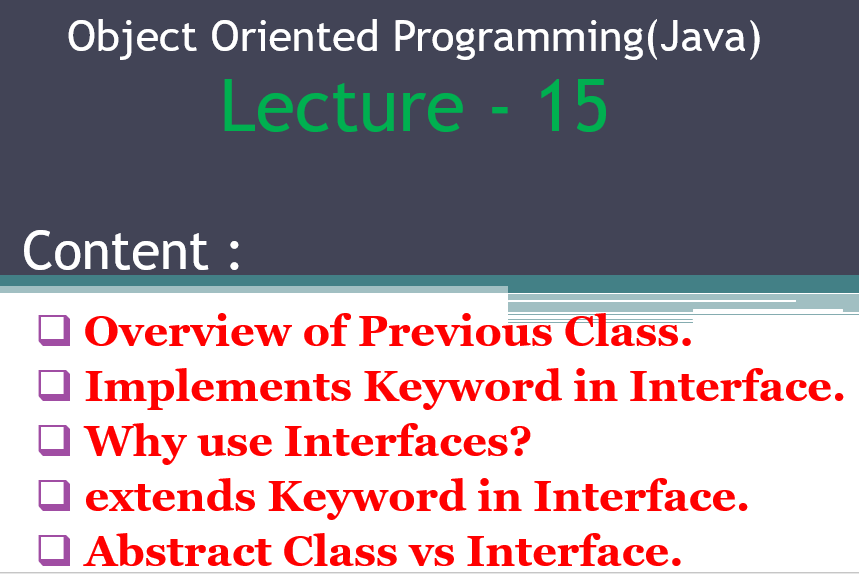 Object Oriented Programming(Java)
Lecture - 15
Content :
Overview of Previous Class.
Implements Keyword in Interface.
Why use Interfaces?
extends Keyword in Interface.
Abstract Class vs Interface.